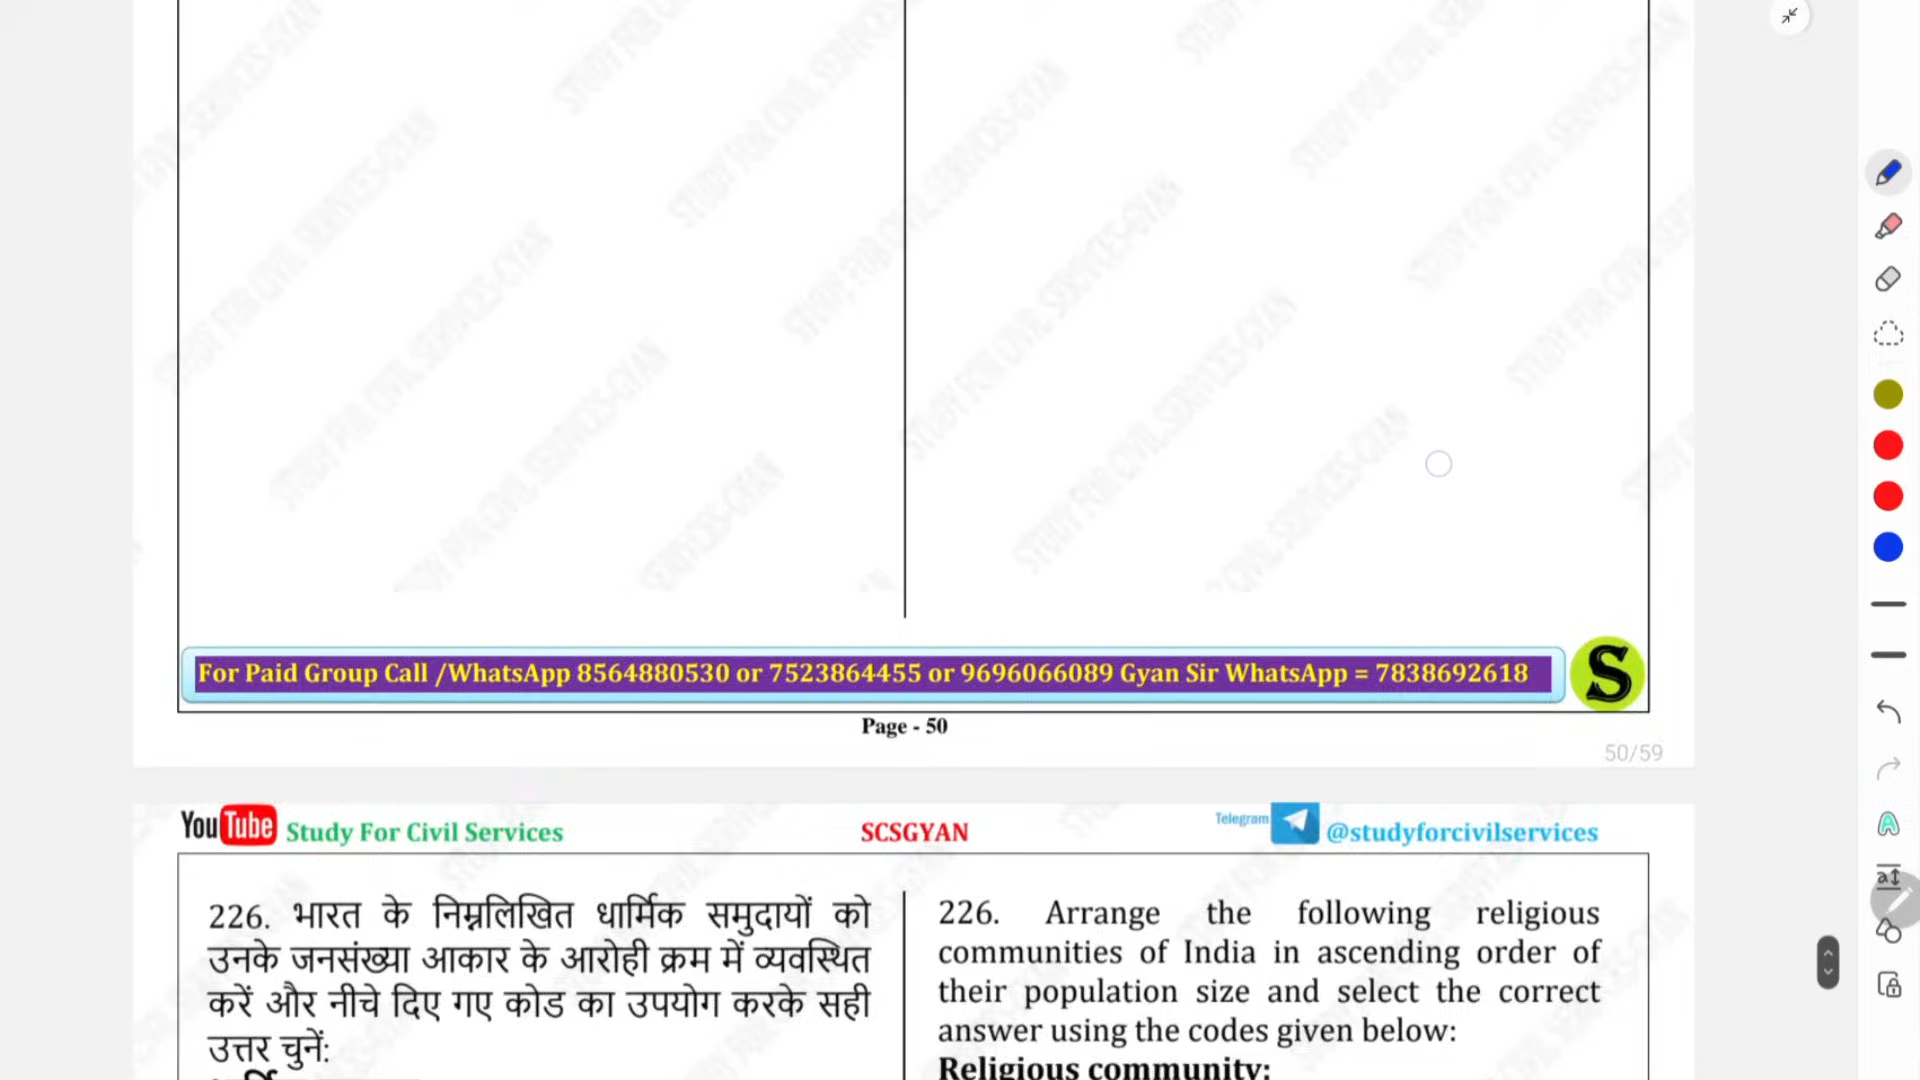 For Paid Group Call /WhatsApp 8564880530 or 7523864455 or 9696066089 Gyan Sir WhatsApp = 7838692618
S
Page - 50
50/59
YouTube Study For Civil Services
SCSGYAN
Telegram @studyforcivilservices
226. भारत के निम्नलिखित धार्मिक समुदायों को
उनके जनसंख्या आकार के आरोही क्रम में व्यवस्थित
करें और नीचे दिए गए कोड का उपयोग करके सही
उत्तर चुनें:
226. Arrange the following religious
communities of India in ascending order of
their population size and select the correct
answer using the codes given below:
Religious community: